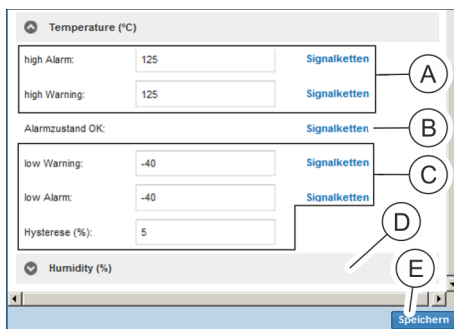 Temperature (°C)
high Alarm: 125 Signalketten
A
high Warning: 125 Signalketten
Alarmzustand OK: Signalketten B
low Warning: -40 Signalketten
C
low Alarm: -40 Signalketten
D
Hysterese (%): 5
Humidity (%)
E
Speichern